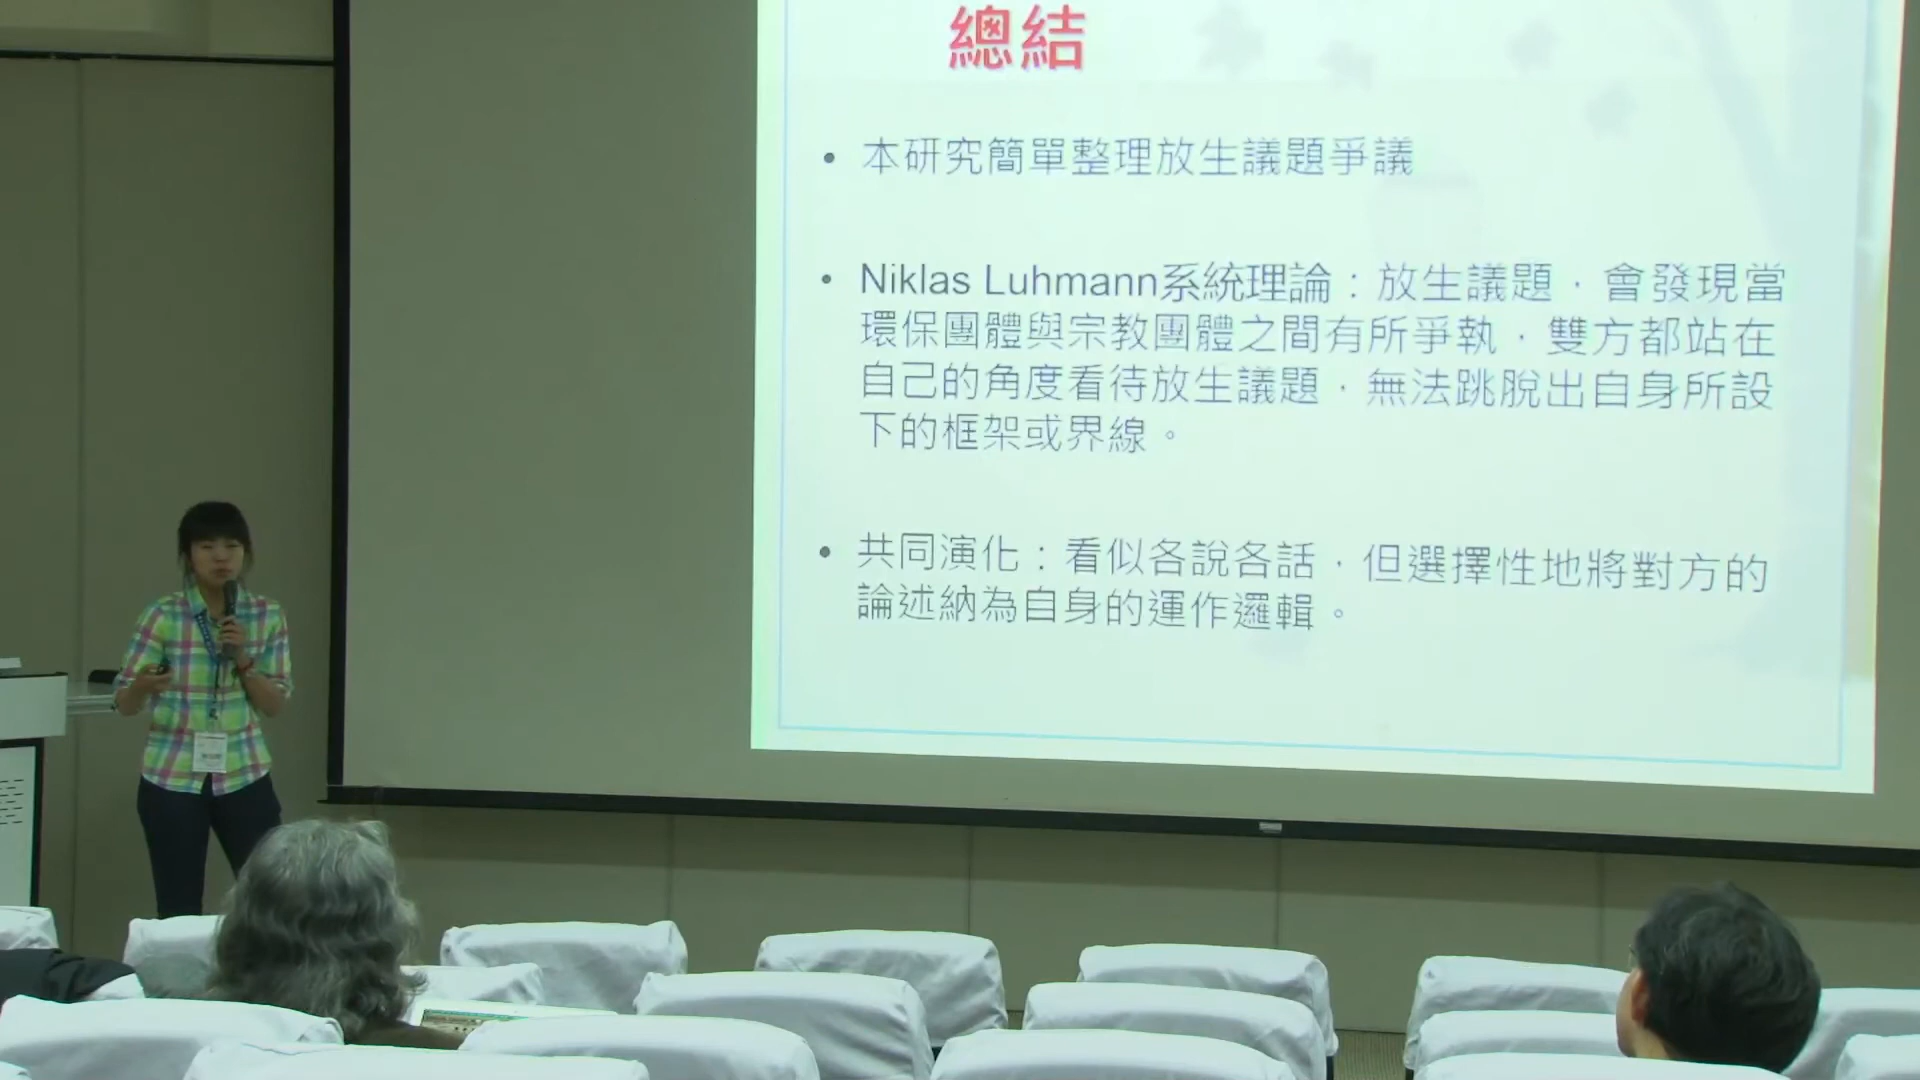 總結
• 本研究簡單整理放生議題爭議
• Niklas Luhmann系統理論：放生議題，會發現當
環保團體與宗教團體之間有所爭執，雙方都站在
自己的角度看待放生議題，無法跳脫出自身所設
下的框架或界線。
• 共同演化：看似各說各話，但選擇性地將對方的
論述納為自身的運作邏輯。